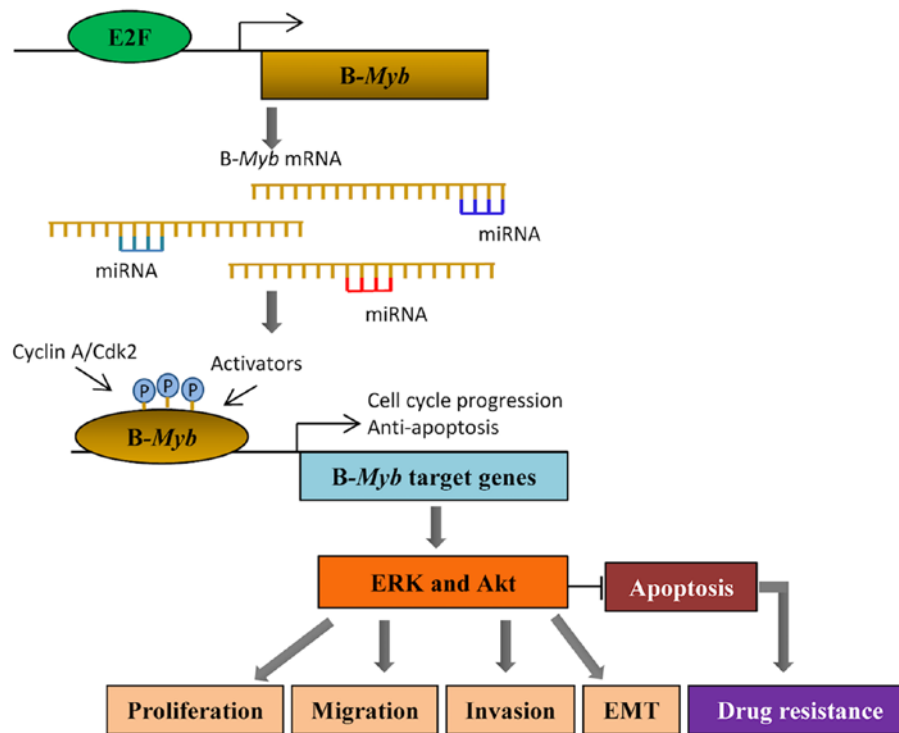 E2F
B-Myb
B-Myb mRNA
miRNA
miRNA
miRNA
Cyclin A/Cdk2
Activators
P P P
B-Myb
Cell cycle progression
Anti-apoptosis
B-Myb target genes
ERK and Akt
Apoptosis
Proliferation
Migration
Invasion
EMT
Drug resistance